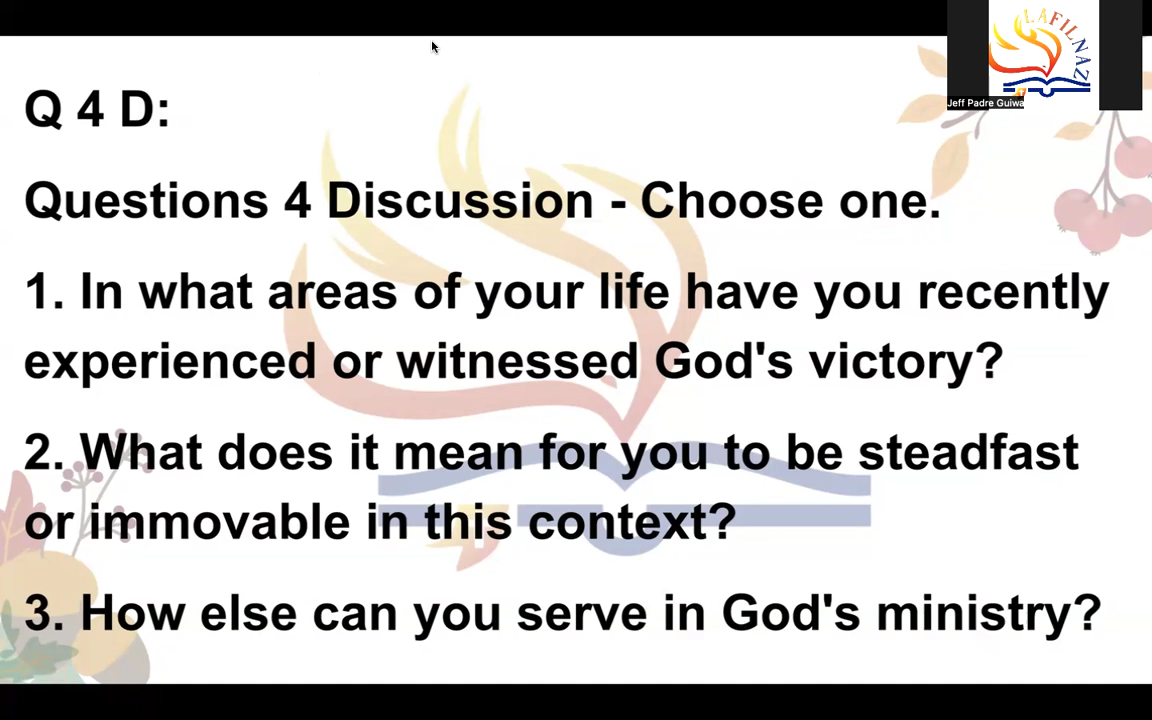 LAFILNAZ
Jeff Padre Guiwa
Q 4 D:
Questions 4 Discussion - Choose one.
1. In what areas of your life have you recently
experienced or witnessed God's victory?
2. What does it mean for you to be steadfast
or immovable in this context?
3. How else can you serve in God's ministry?